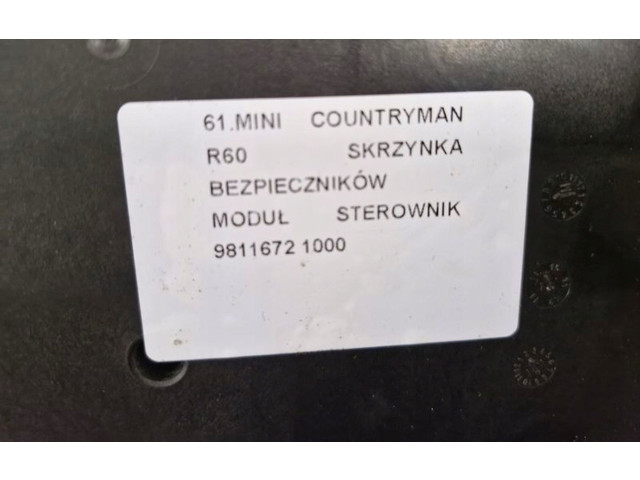 61.MINI COUNTRYMAN
R60 SKRZYNKA
BEZPIECZNIKÓW
MODUŁ STEROWNIK
9811672 1000